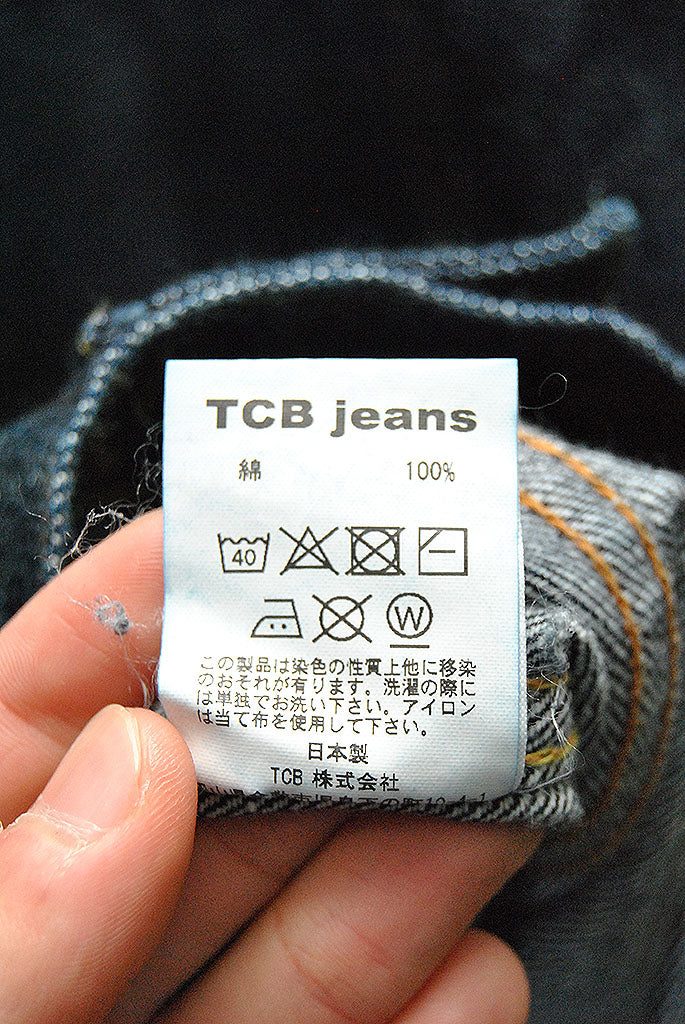 TCB jeans
綿 100%
40
W
この製品は染色の性質上他に移染
のおそれが有ります。洗濯の際に
は単独でお洗い下さい。アイロン
は当て布を使用して下さい。
日本製
TCB 株式会社